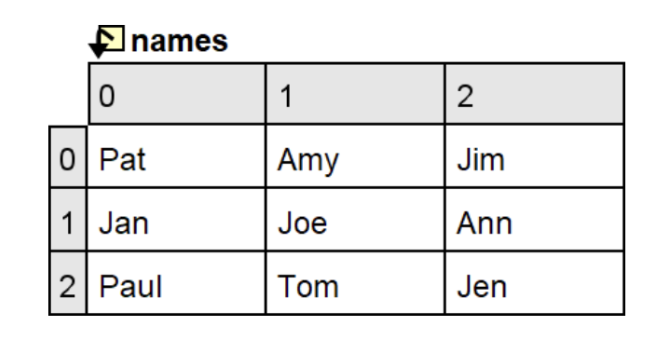 names
0 1 2
0 Pat Amy Jim
1 Jan Joe Ann
2 Paul Tom Jen